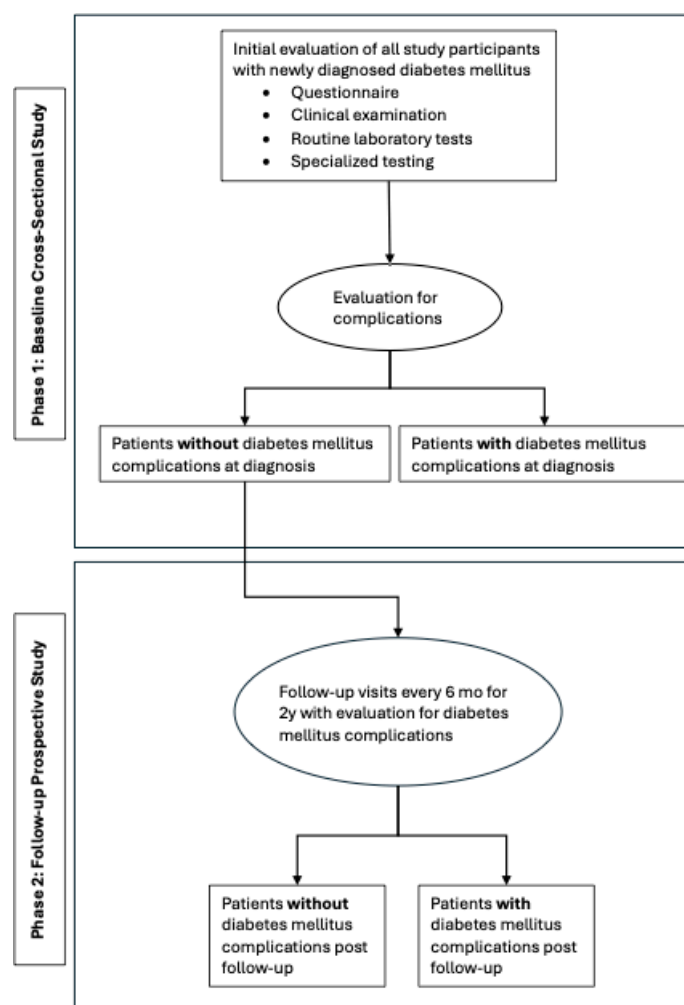 Phase 1: Baseline Cross-Sectional Study
Initial evaluation of all study participants
with newly diagnosed diabetes mellitus
• Questionnaire
• Clinical examination
• Routine laboratory tests
• Specialized testing
Evaluation for
complications
Patients without diabetes mellitus
complications at diagnosis
Patients with diabetes mellitus
complications at diagnosis
Phase 2: Follow-up Prospective Study
Follow-up visits every 6 mo for
2y with evaluation for diabetes
mellitus complications
Patients without
diabetes mellitus
complications post
follow-up
Patients with
diabetes mellitus
complications post
follow-up